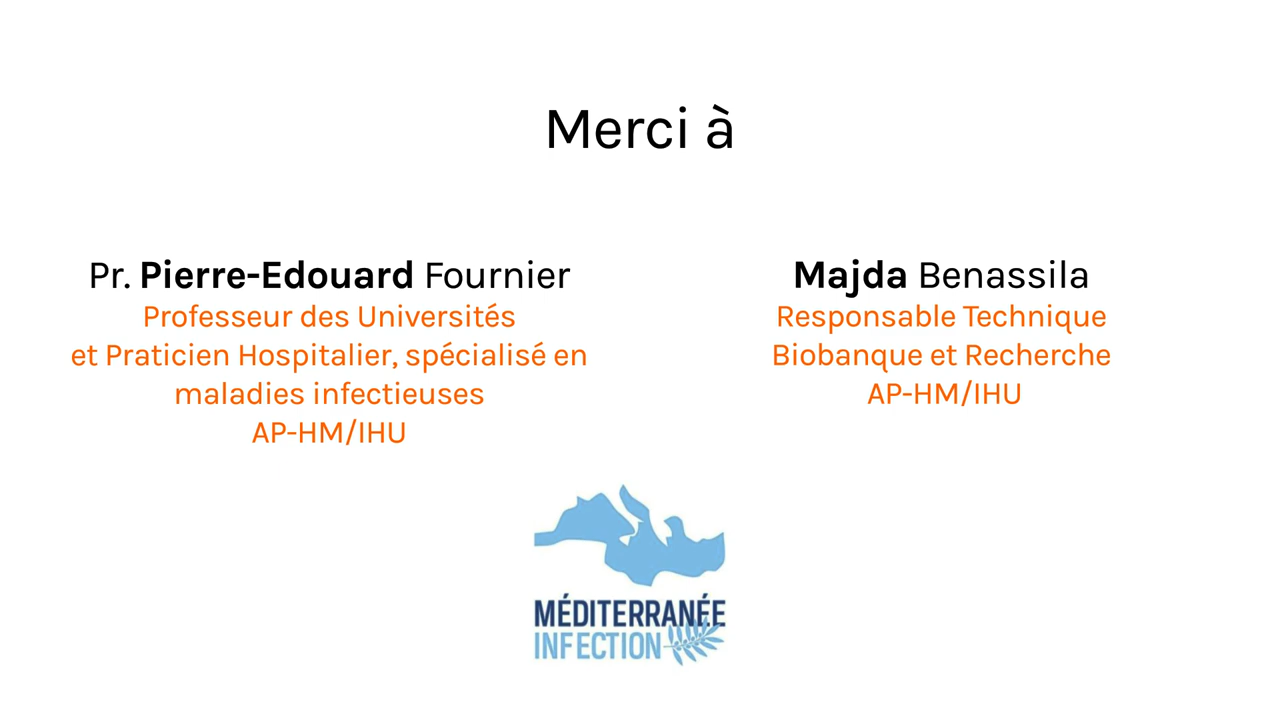 Merci à
Pr. Pierre-Edouard Fournier
Professeur des Universités
et Praticien Hospitalier, spécialisé en
maladies infectieuses
AP-HM/IHU
Majda Benassila
Responsable Technique
Biobanque et Recherche
AP-HM/IHU
MÉDITERRANÉE
INFECTION